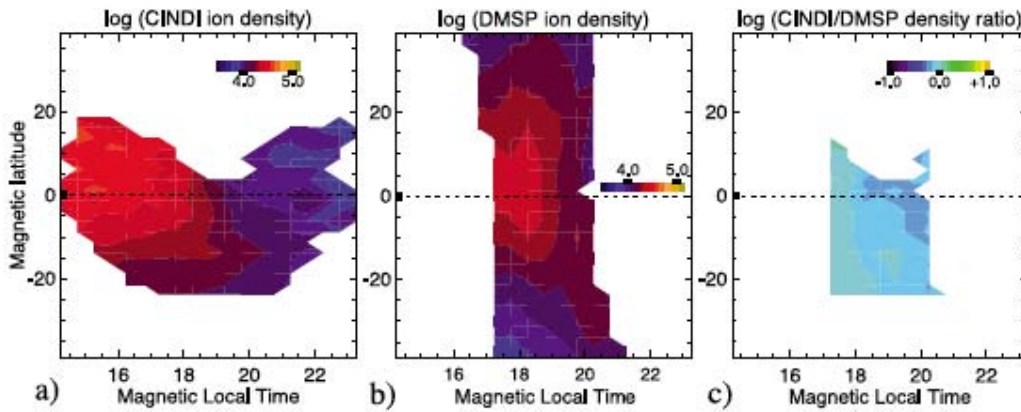 log (CINDI ion density)
log (DMSP ion density)
log (CINDI/DMSP density ratio)
4.0 5.0
4.0 5.0
-1.0 0.0 +1.0
Magnetic latitude
20
0
-20
20
0
-20
20
0
-20
16 18 20 22
16 18 20 22
16 18 20 22
a) Magnetic Local Time
b) Magnetic Local Time
c) Magnetic Local Time